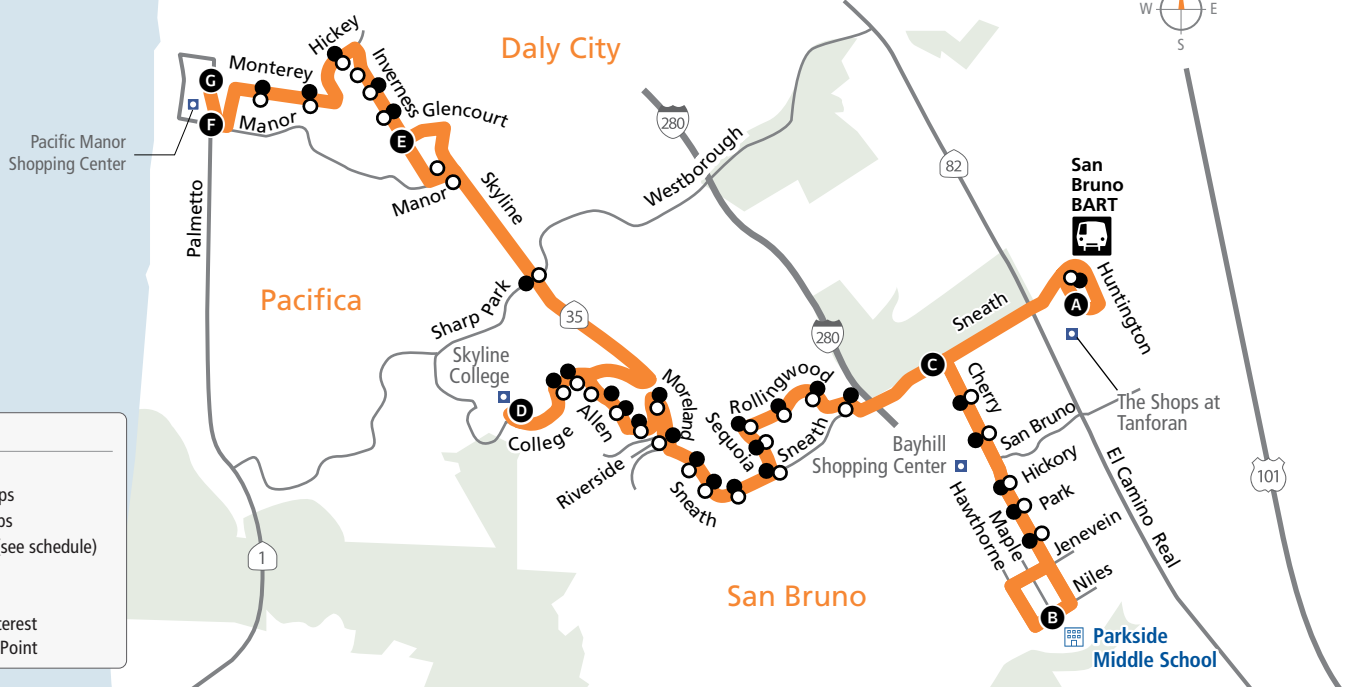 W
E
S
Daly City
Hickey
Inverness
Monterey
G
F
Manor
Glencourt
E
Pacific Manor
Shopping Center
Manor
Skyline
Palmetto
Westborough
280
82
San
Bruno
BART
Huntington
A
Pacifica
Sharp Park
35
Sneath
280
C
Skyline
College
D
College
Allen
Moreland
Riverside
Sneath
Rollingwood
Sequoia
Sneath
Cherry
The Shops at
Tanforan
Bayhill
Shopping Center
San Bruno
Hickory
Park
Maple
Hawthorne
Jenevein
Niles
El Camino Real
101
1
ps
ps
(see schedule)
terest
Point
San Bruno
B
Parkside
Middle School